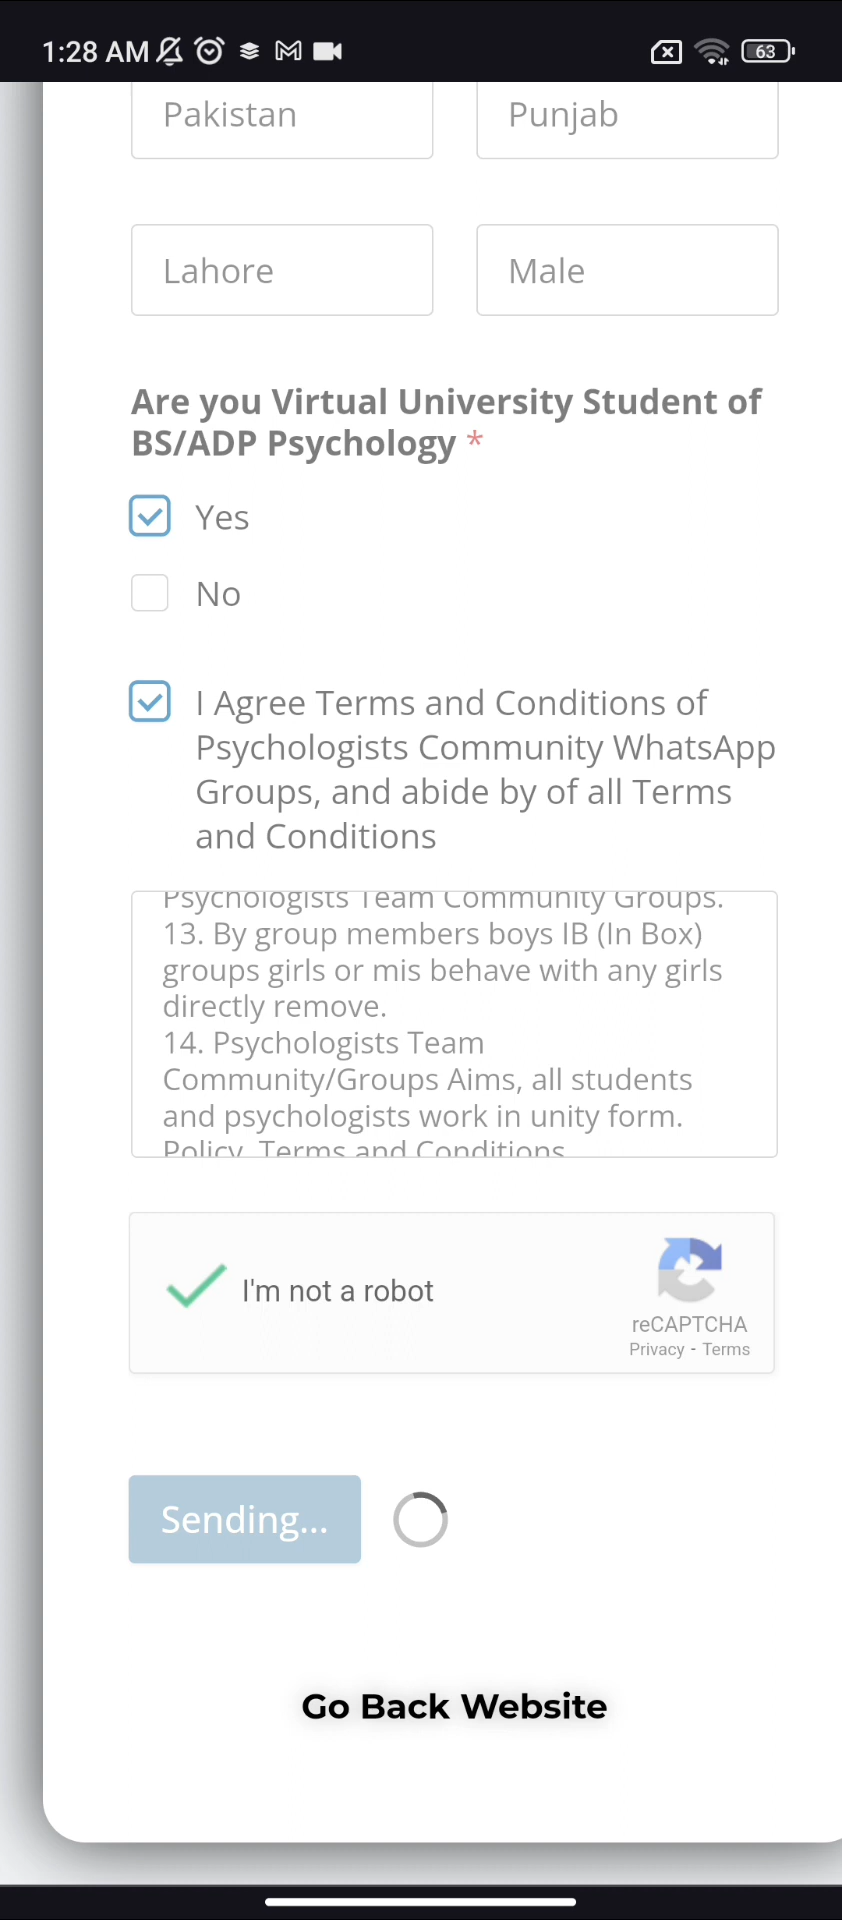 1:28 AM
63
Pakistan
Punjab
Lahore
Male
Are you Virtual University Student of
BS/ADP Psychology *
Yes
No
I Agree Terms and Conditions of
Psychologists Community WhatsApp
Groups, and abide by of all Terms
and Conditions
Psychologists Team Community Groups.
13. By group members boys IB (In Box)
groups girls or mis behave with any girls
directly remove.
14. Psychologists Team
Community/Groups Aims, all students
and psychologists work in unity form.
Policy, Terms and Conditions
I'm not a robot
reCAPTCHA
Privacy - Terms
Sending...
Go Back Website